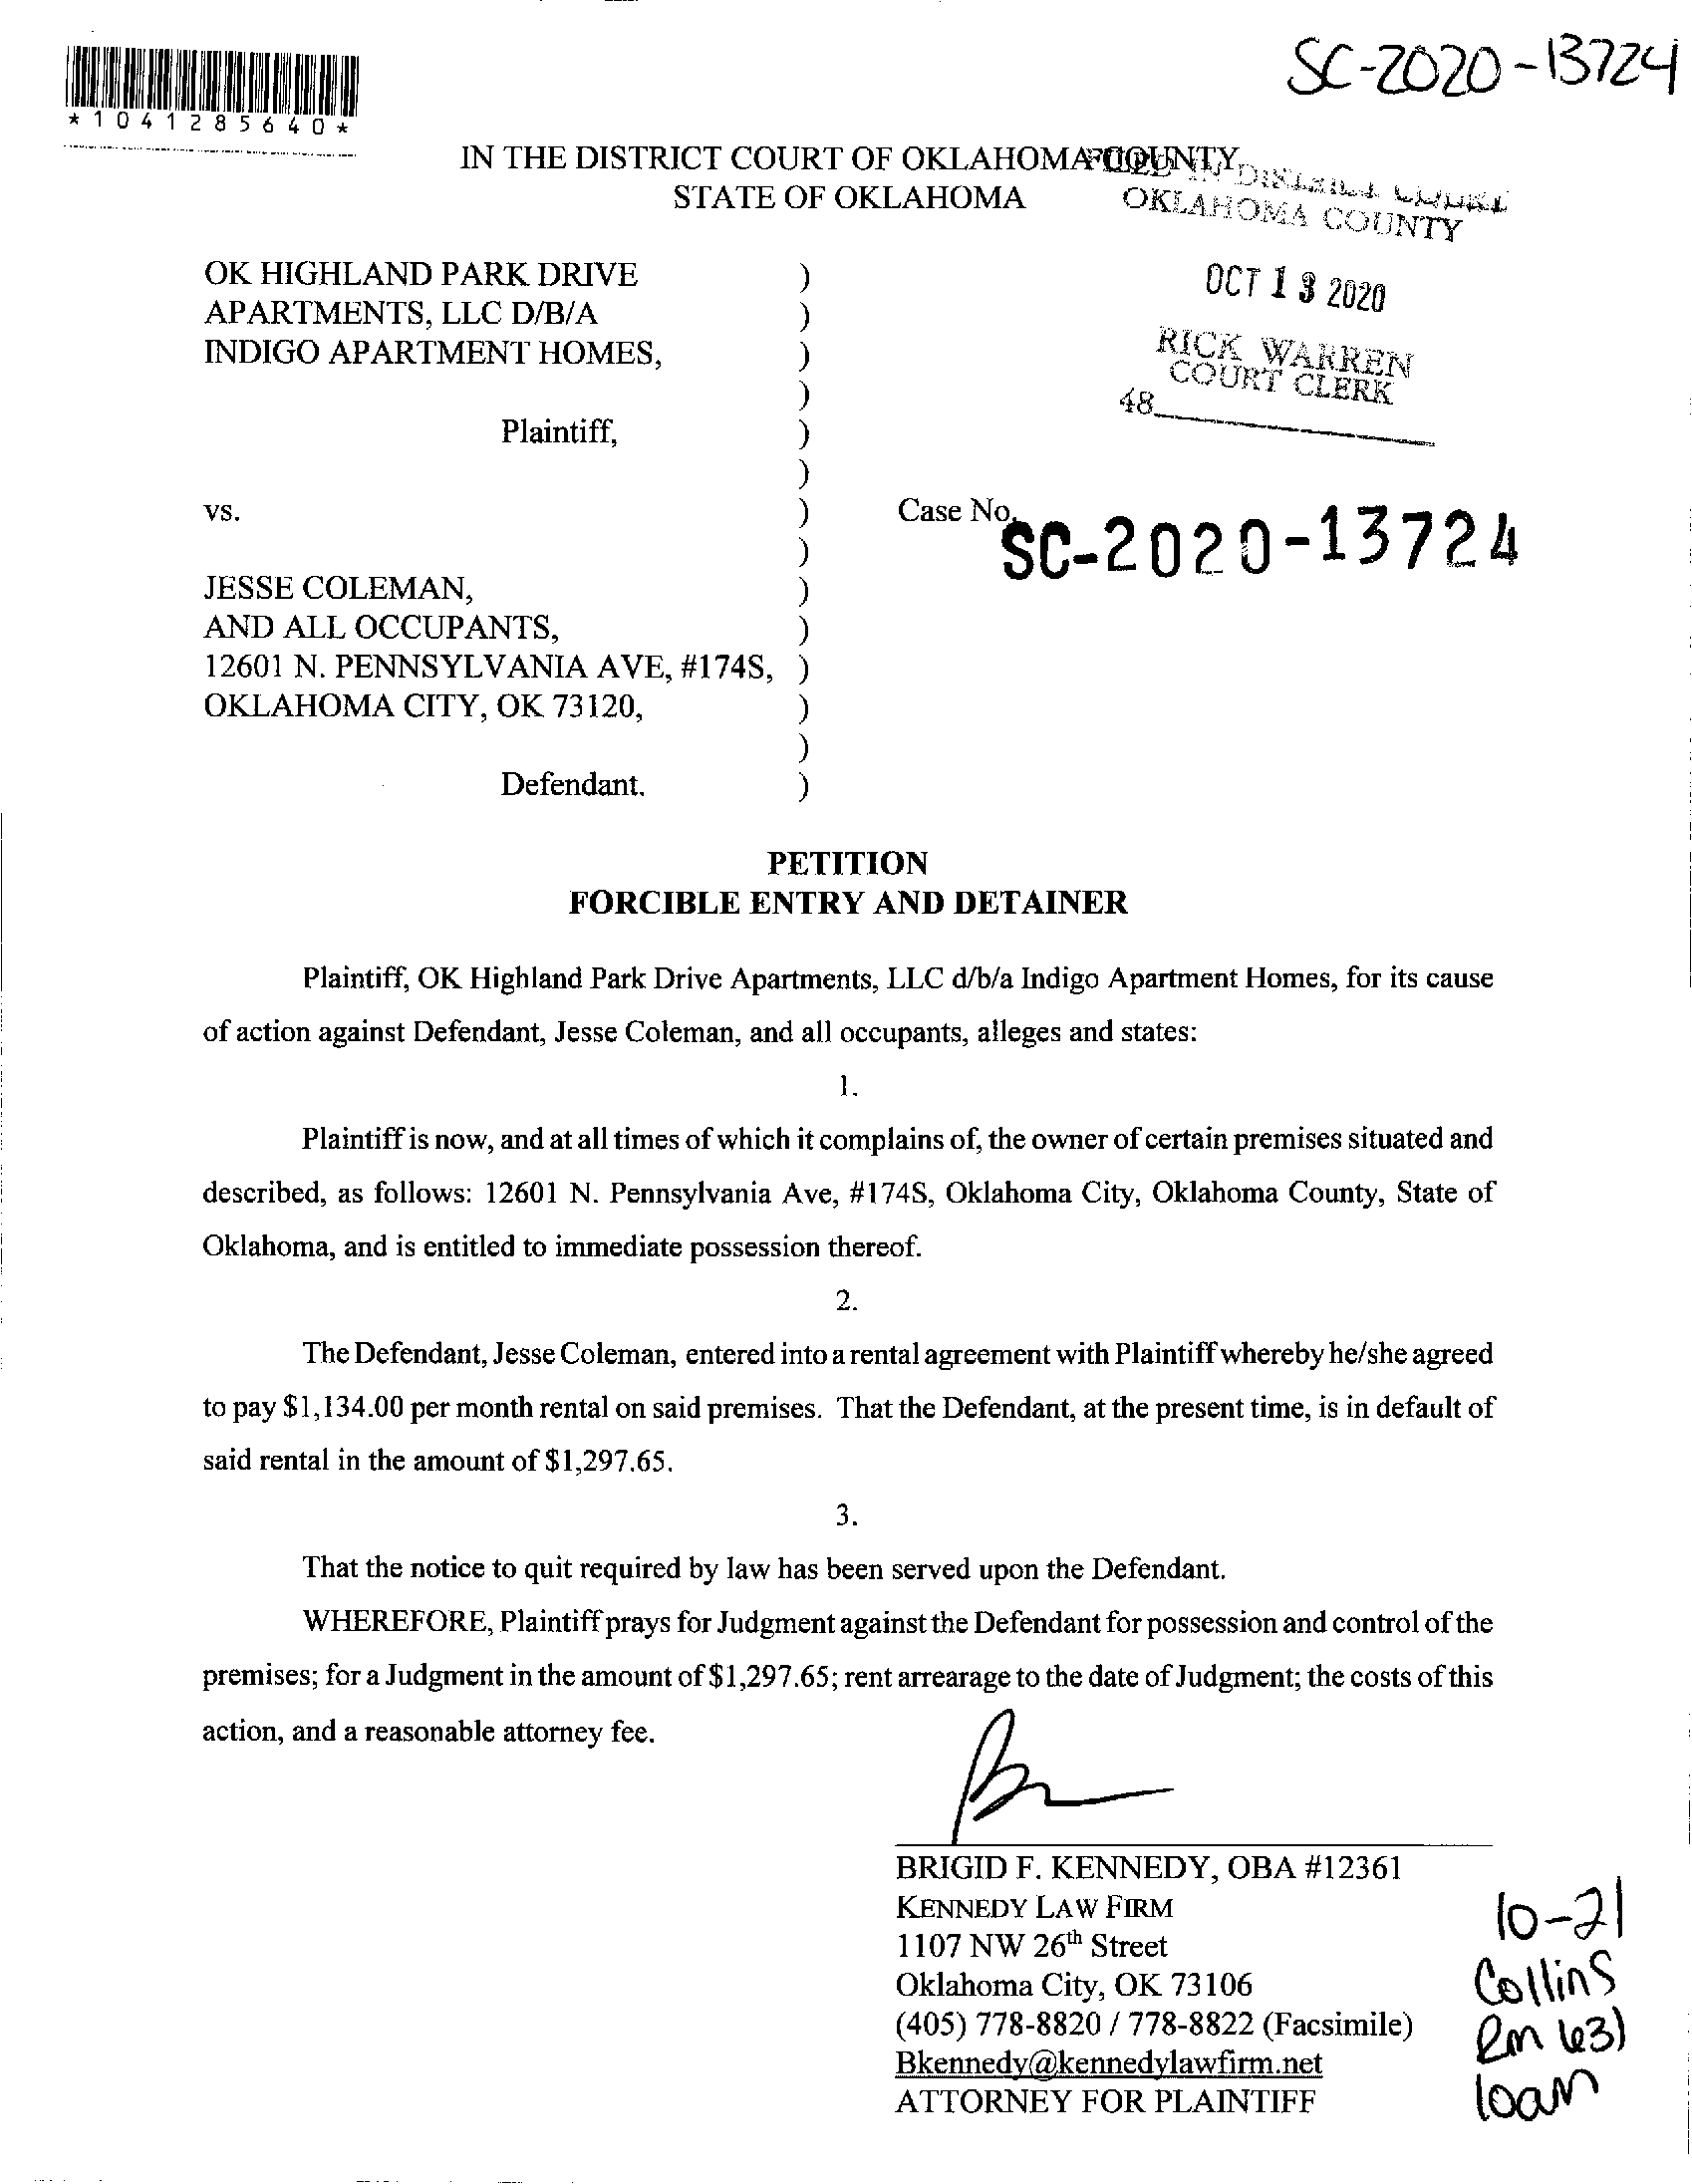 SC-2020-13724
*1041285640*
IN THE DISTRICT COURT OF OKLAHOMA COUNTY
STATE OF OKLAHOMA
FILED IN DISTRICT COURT
OKLAHOMA COUNTY
OCT 13 2020
RICK WARREN
COURT CLERK
48
OK HIGHLAND PARK DRIVE )
APARTMENTS, LLC D/B/A )
INDIGO APARTMENT HOMES, )
)
Plaintiff, )
)
vs. ) Case No. SC-2020-13724
)
JESSE COLEMAN, )
AND ALL OCCUPANTS, )
12601 N. PENNSYLVANIA AVE, #174S, )
OKLAHOMA CITY, OK 73120, )
)
Defendant. )
PETITION
FORCIBLE ENTRY AND DETAINER
Plaintiff, OK Highland Park Drive Apartments, LLC d/b/a Indigo Apartment Homes, for its cause
of action against Defendant, Jesse Coleman, and all occupants, alleges and states:
1.
Plaintiff is now, and at all times of which it complains of, the owner of certain premises situated and
described, as follows: 12601 N. Pennsylvania Ave, #174S, Oklahoma City, Oklahoma County, State of
Oklahoma, and is entitled to immediate possession thereof.
2.
The Defendant, Jesse Coleman, entered into a rental agreement with Plaintiff whereby he/she agreed
to pay $1,134.00 per month rental on said premises. That the Defendant, at the present time, is in default of
said rental in the amount of $1,297.65.
3.
That the notice to quit required by law has been served upon the Defendant.
WHEREFORE, Plaintiff prays for Judgment against the Defendant for possession and control of the
premises; for a Judgment in the amount of $1,297.65; rent arrearage to the date of Judgment; the costs of this
action, and a reasonable attorney fee.
BRIGID F. KENNEDY, OBA #12361
KENNEDY LAW FIRM
1107 NW 26th Street
Oklahoma City, OK 73106
(405) 778-8820 / 778-8822 (Facsimile)
Bkennedy@kennedylawfirm.net
ATTORNEY FOR PLAINTIFF
10-21
Collins
Rm 631
10am